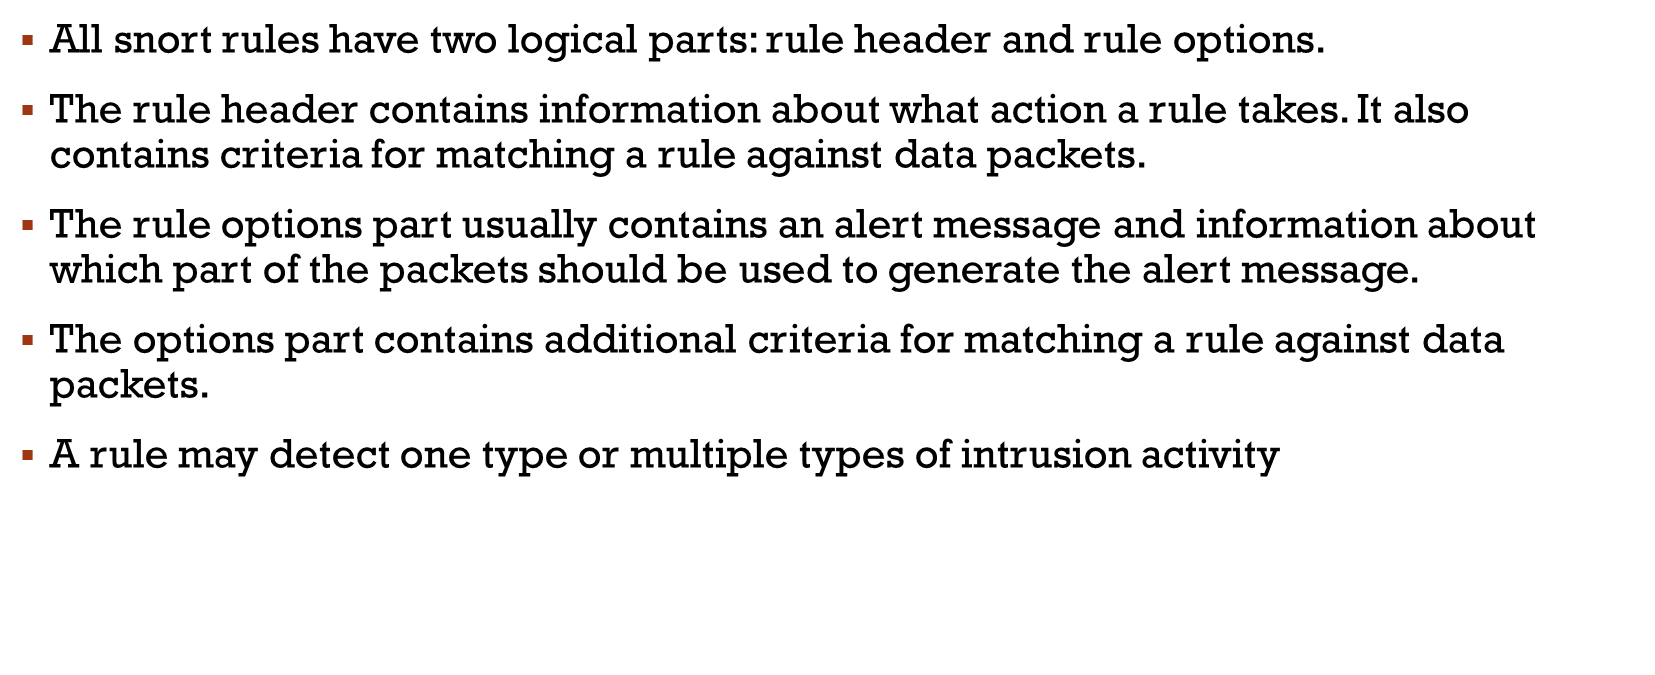 ▪ All snort rules have two logical parts: rule header and rule options.
▪ The rule header contains information about what action a rule takes. It also
contains criteria for matching a rule against data packets.
▪ The rule options part usually contains an alert message and information about
which part of the packets should be used to generate the alert message.
▪ The options part contains additional criteria for matching a rule against data
packets.
▪ A rule may detect one type or multiple types of intrusion activity